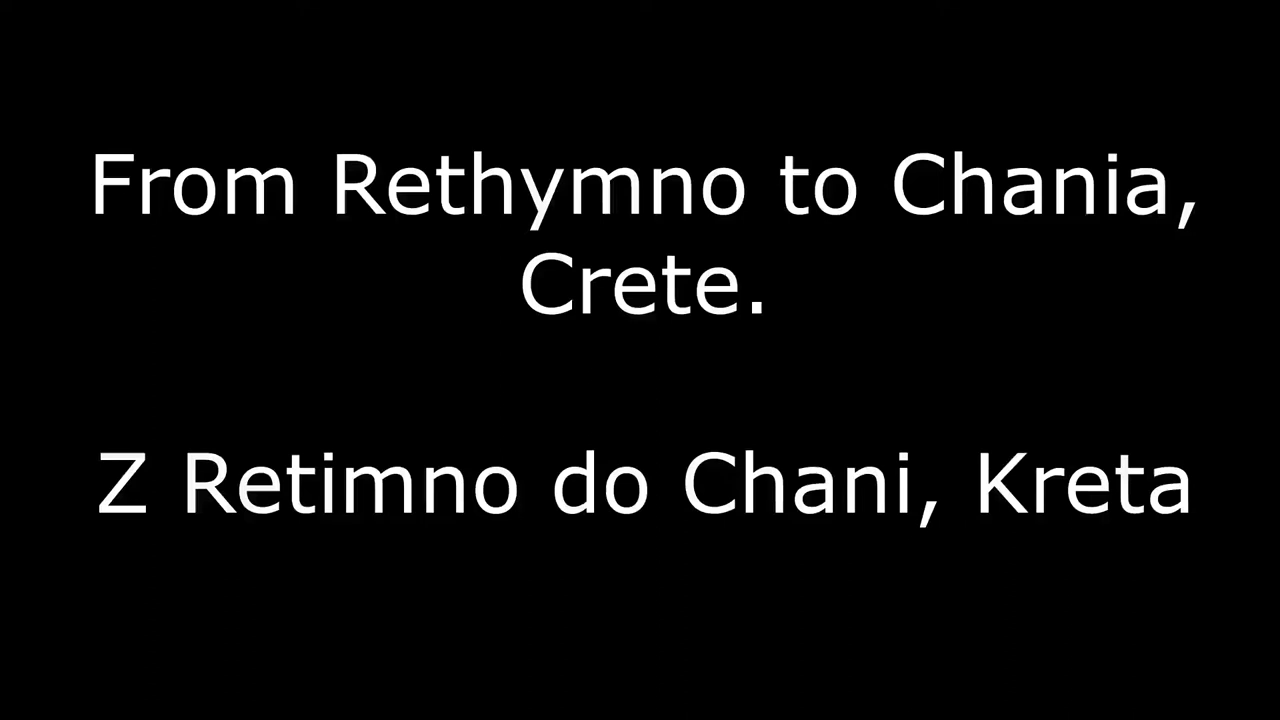 From Rethymno to Chania,
Crete.
Z Retimno do Chani, Kreta